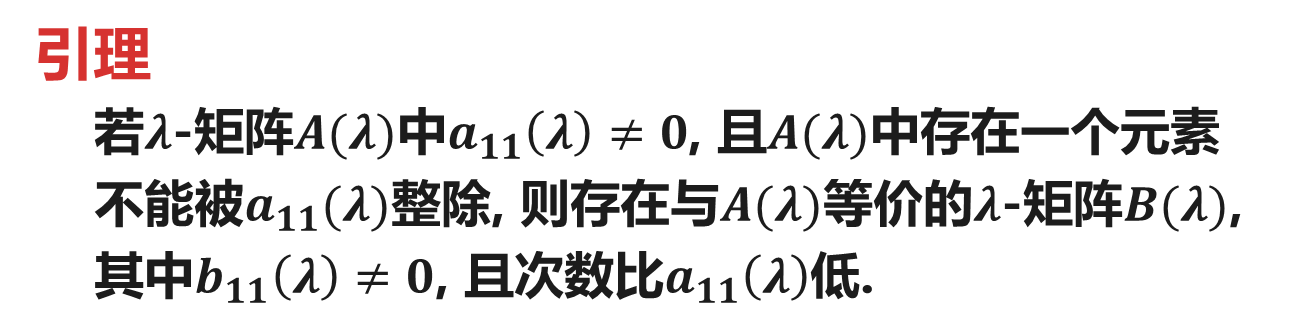 引理
若λ-矩阵A(λ)中a₁₁(λ) ≠ 0, 且A(λ)中存在一个元素
不能被a₁₁(λ)整除, 则存在与A(λ)等价的λ-矩阵B(λ),
其中b₁₁(λ) ≠ 0, 且次数比a₁₁(λ)低.